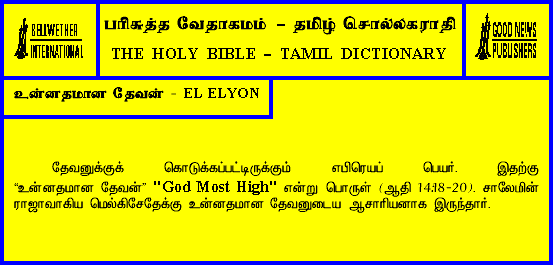 BELLWETHER
INTERNATIONAL
பரிசுத்த வேதாகமம் – தமிழ் சொல்லகராதி
THE HOLY BIBLE – TAMIL DICTIONARY
GOOD NEWS
PUBLISHERS
உன்னதமான தேவன் - EL ELYON
தேவனுக்குக் கொடுக்கப்பட்டிருக்கும் எபிரெயப் பெயர். இதற்கு
“உன்னதமான தேவன்” "God Most High" என்று பொருள் (ஆதி 14:18-20). சாலேமின்
ராஜாவாகிய மெல்கிசேதேக்கு உன்னதமான தேவனுடைய ஆசாரியனாக இருந்தார்.